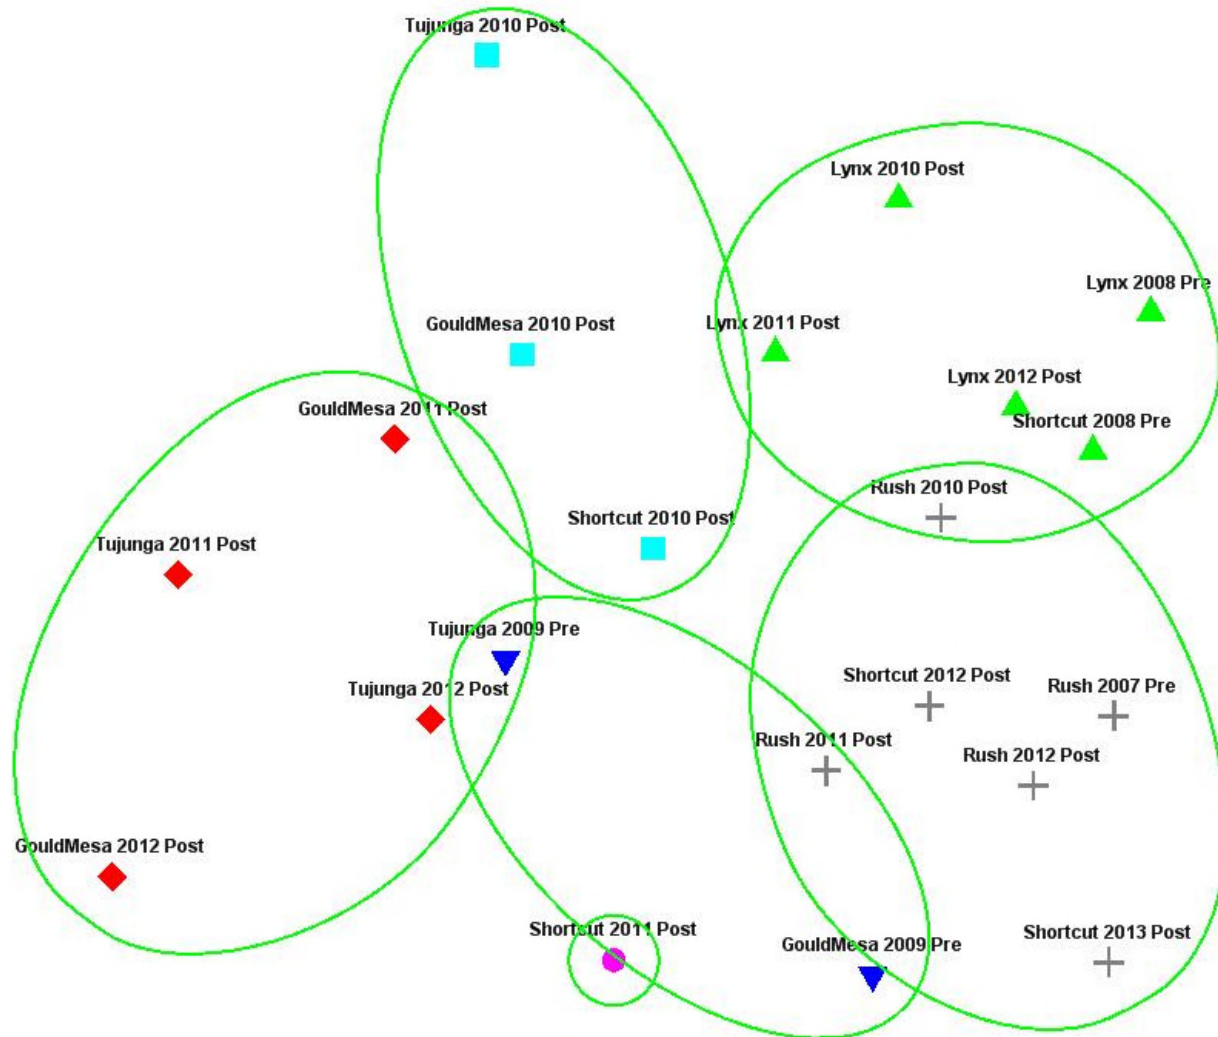 Tujunga 2010 Post
Lynx 2010 Post
Lynx 2008 Pre
GouldMesa 2010 Post
Lynx 2011 Post
Lynx 2012 Post
GouldMesa 2011 Post
Shortcut 2008 Pre
Rush 2010 Post
Shortcut 2010 Post
Tujunga 2011 Post
Tujunga 2009 Pre
Shortcut 2012 Post
Rush 2007 Pre
Tujunga 2012 Post
Rush 2011 Post
Rush 2012 Post
GouldMesa 2012 Post
Shortcut 2011 Post
Shortcut 2013 Post
GouldMesa 2009 Pre